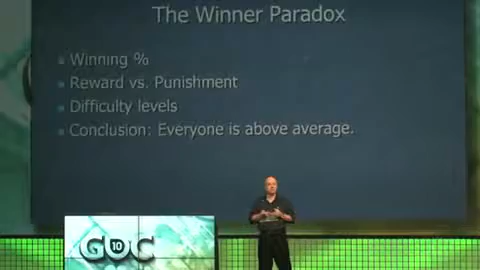 The Winner Paradox
Winning %
Reward vs. Punishment
Difficulty levels
Conclusion: Everyone is above average.
GDC
10